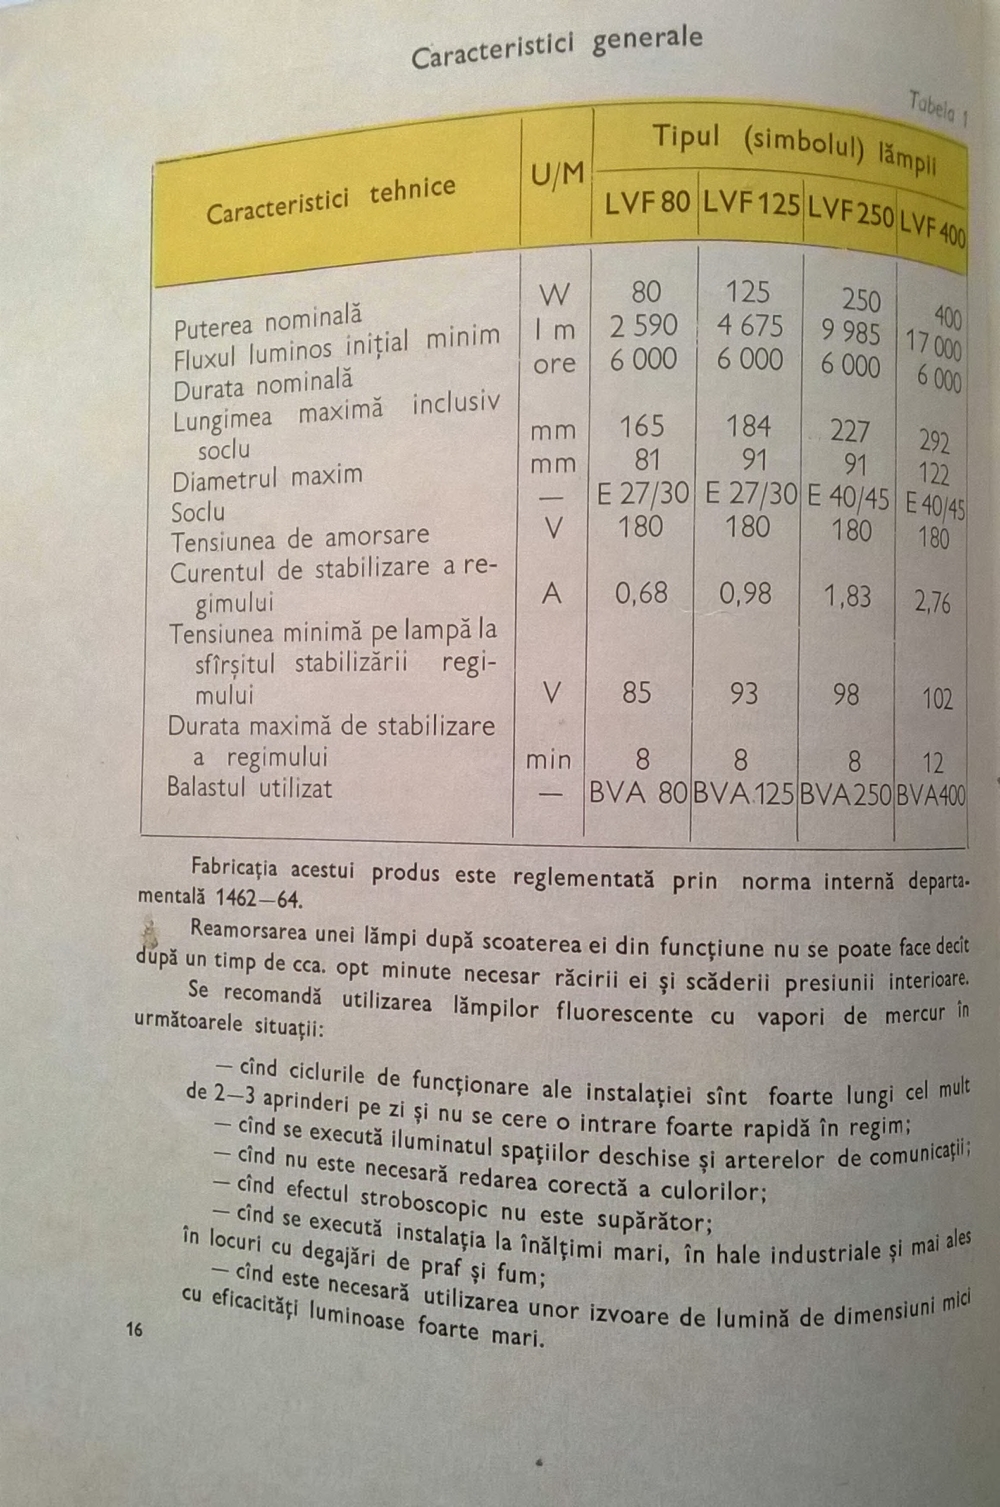 Caracteristici generale
Tabela 1
Caracteristici tehnice U/M Tipul (simbolul) lămpii
LVF 80 LVF 125 LVF 250 LVF 400
Puterea nominală W 80 125 250 400
Fluxul luminos inițial minim l m 2 590 4 675 9 985 17 000
Durata nominală ore 6 000 6 000 6 000 6 000
Lungimea maximă inclusiv
soclu mm 165 184 227 292
Diametrul maxim mm 81 91 91 122
Soclu — E 27/30 E 27/30 E 40/45 E 40/45
Tensiunea de amorsare V 180 180 180 180
Curentul de stabilizare a re-
gimului A 0,68 0,98 1,83 2,76
Tensiunea minimă pe lampă la
sfîrșitul stabilizării regi-
mului V 85 93 98 102
Durata maximă de stabilizare
a regimului min 8 8 8 12
Balastul utilizat — BVA 80 BVA 125 BVA 250 BVA 400
Fabricația acestui produs este reglementată prin norma internă departa-
mentală 1462—64.
Reamorsarea unei lămpi după scoaterea ei din funcțiune nu se poate face decît
după un timp de cca. opt minute necesar răcirii ei și scăderii presiunii interioare.
Se recomandă utilizarea lămpilor fluorescente cu vapori de mercur în
următoarele situații:
— cînd ciclurile de funcționare ale instalației sînt foarte lungi cel mult
de 2—3 aprinderi pe zi și nu se cere o intrare foarte rapidă în regim;
— cînd se execută iluminatul spațiilor deschise și arterelor de comunicații;
— cînd nu este necesară redarea corectă a culorilor;
— cînd efectul stroboscopic nu este supărător;
— cînd se execută instalația la înălțimi mari, în hale industriale și mai ales
în locuri cu degajări de praf și fum;
— cînd este necesară utilizarea unor izvoare de lumină de dimensiuni mici
cu eficacități luminoase foarte mari.
16